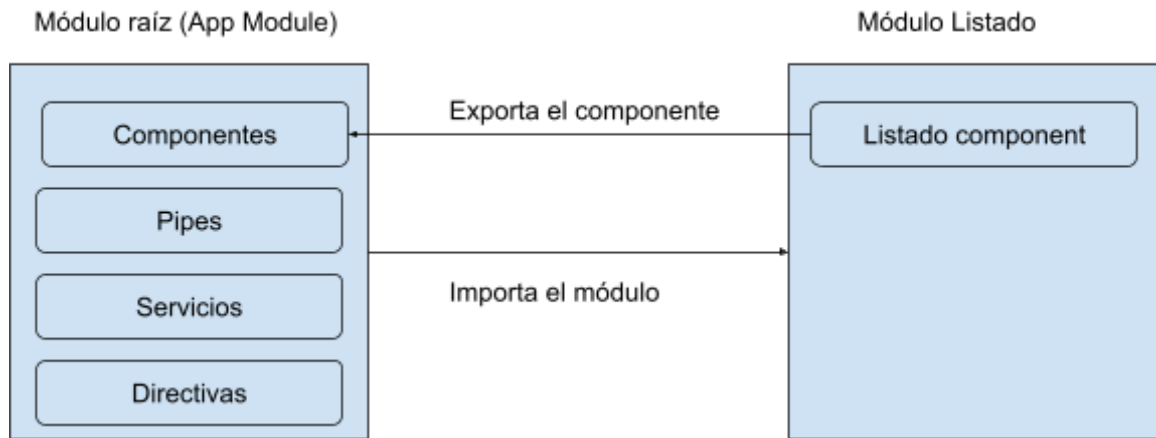 Módulo raíz (App Module)
Módulo Listado
Componentes
Exporta el componente
Listado component
Pipes
Importa el módulo
Servicios
Directivas